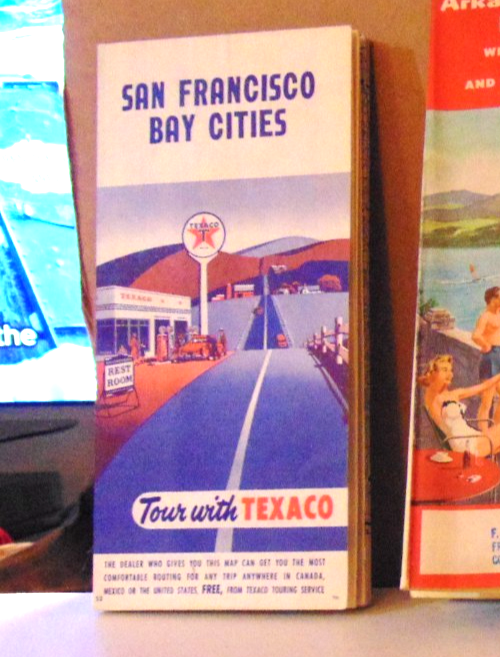 SAN FRANCISCO
BAY CITIES
TEXACO
T
TEXACO
REST
ROOM
Tour with TEXACO
THE DEALER WHO GIVES YOU THIS MAP CAN GET YOU THE MOST
COMFORTABLE ROUTING FOR ANY TRIP ANYWHERE IN CANADA,
MEXICO OR THE UNITED STATES, FREE, FROM TEXACO TOURING SERVICE
the
AND
F.